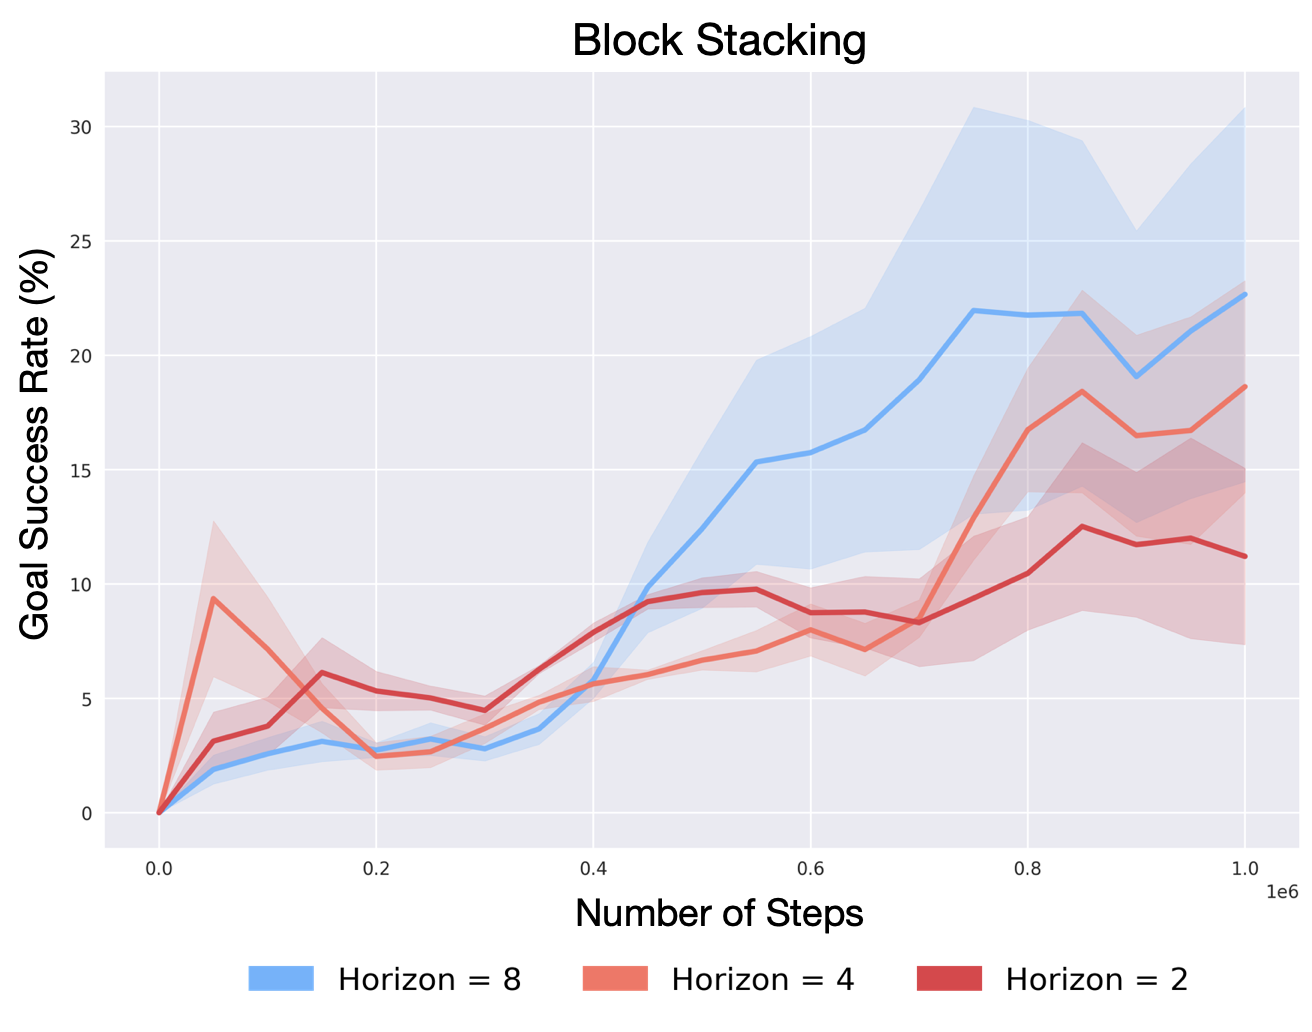 Block Stacking
Goal Success Rate (%)
30
25
20
15
10
5
0
0.0 0.2 0.4 0.6 0.8 1.0
1e6
Number of Steps
Horizon = 8 Horizon = 4 Horizon = 2